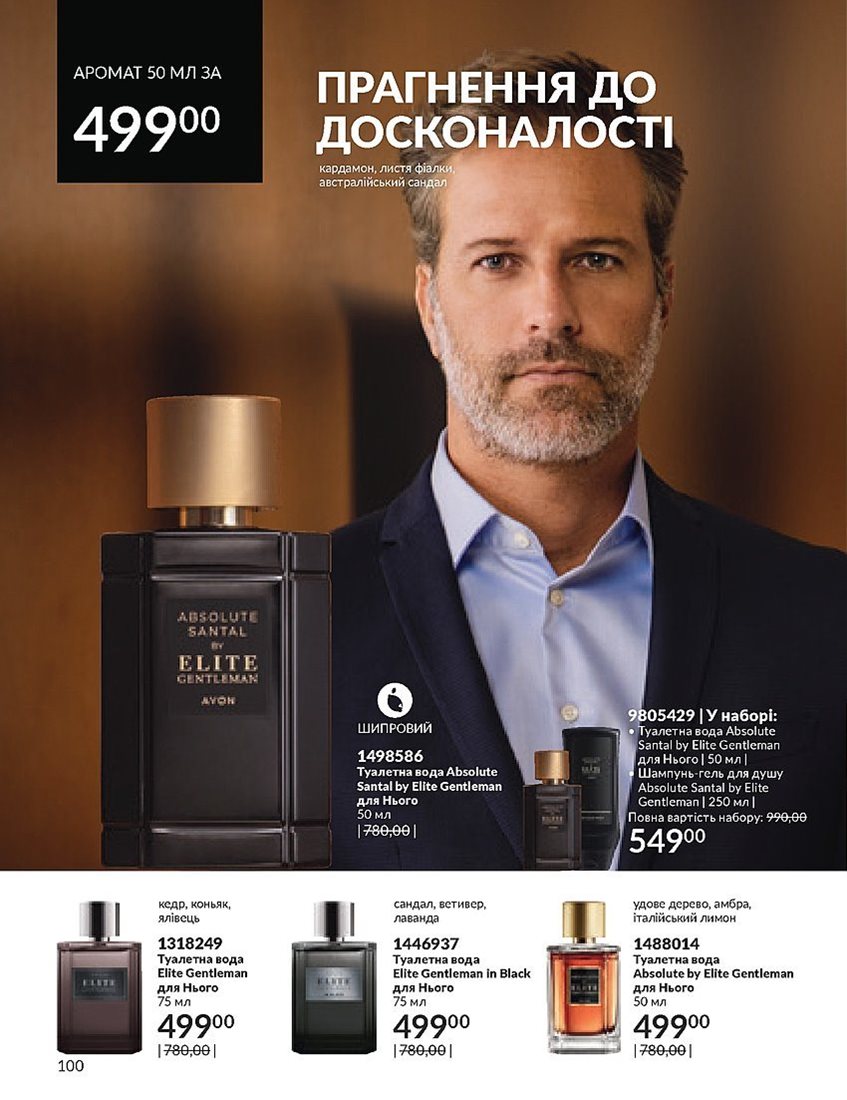 АРОМАТ 50 МЛ ЗА
499⁰⁰
ПРАГНЕННЯ ДО
ДОСКОНАЛОСТІ
кардамон, листя фіалки,
австралійський сандал
ABSOLUTE
SANTAL
BY
ELITE
GENTLEMAN
AVON
ШИПРОВИЙ
1498586
Туалетна вода Absolute
Santal by Elite Gentleman
для Нього
50 мл
| 780,00 |
9805429 | У наборі:
• Туалетна вода Absolute
Santal by Elite Gentleman
для Нього | 50 мл |
• Шампунь-гель для душу
Absolute Santal by Elite
Gentleman | 250 мл |
Повна вартість набору: 990,00
549⁰⁰
кедр, коньяк,
ялівець
1318249
Туалетна вода
Elite Gentleman
для Нього
75 мл
499⁰⁰
| 780,00 |
ELITE
сандал, ветивер,
лаванда
1446937
Туалетна вода
Elite Gentleman in Black
для Нього
75 мл
499⁰⁰
| 780,00 |
ELITE
удове дерево, амбра,
італійський лимон
1488014
Туалетна вода
Absolute by Elite Gentleman
для Нього
50 мл
499⁰⁰
| 780,00 |
ELITE
100